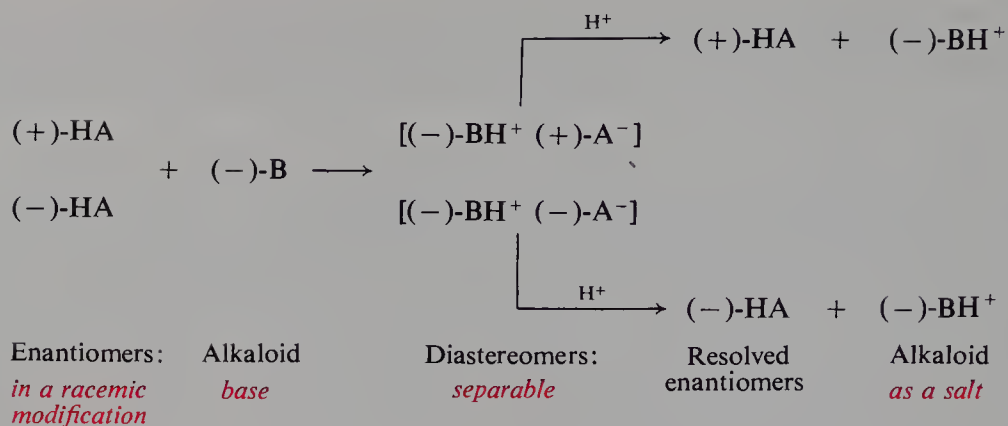 H⁺
(+)-HA + (−)-BH⁺
(+)-HA
[(−)-BH⁺ (+)-A⁻]
+ (−)-B ⟶
(−)-HA
[(−)-BH⁺ (−)-A⁻]
H⁺
(−)-HA + (−)-BH⁺
Enantiomers: Alkaloid Diastereomers: Resolved Alkaloid
in a racemic base separable enantiomers as a salt
modification